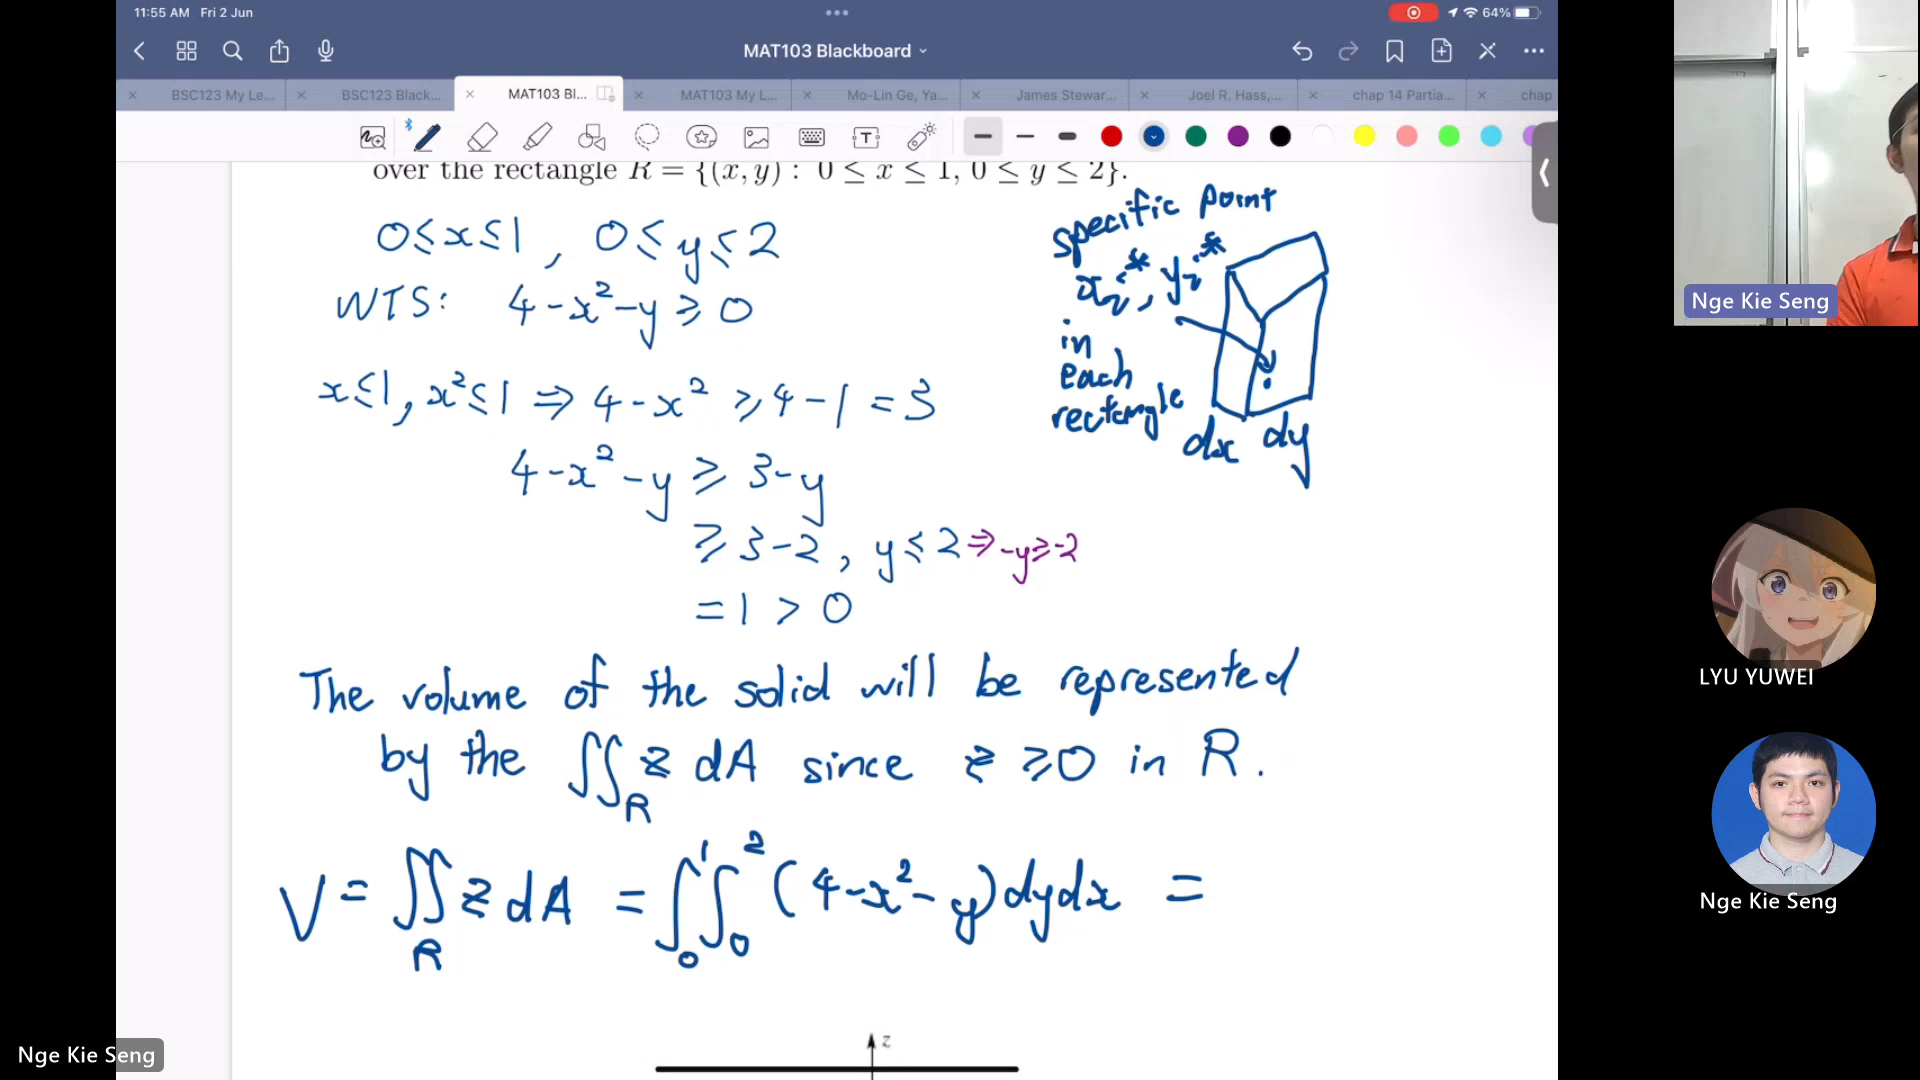 11:55 AM Fri 2 Jun
64%
MAT103 Blackboard
BSC123 My Le...
BSC123 Black...
MAT103 Bl...
MAT103 My L...
Mo-Lin Ge, Ya...
James Stewar...
Joel R. Hass,...
chap 14 Partia...
chap
over the rectangle R = {(x, y) : 0 ≤ x ≤ 1, 0 ≤ y ≤ 2}.
0 ≤ x ≤ 1, 0 ≤ y ≤ 2
WTS: 4 - x² - y ≥ 0
x ≤ 1, x² ≤ 1 ⇒ 4 - x² ≥ 4 - 1 = 3
4 - x² - y ≥ 3 - y
≥ 3 - 2, y ≤ 2 ⇒ -y ≥ -2
= 1 > 0
specific point
xᵢ*, yᵢ*
in
each
rectangle
dx dy
The volume of the solid will be represented
by the ∬_R z dA since z ≥ 0 in R.
V = ∬_R z dA = ∫₀¹ ∫₀² (4 - x² - y) dy dx =
z
Nge Kie Seng
LYU YUWEI
Nge Kie Seng
Nge Kie Seng